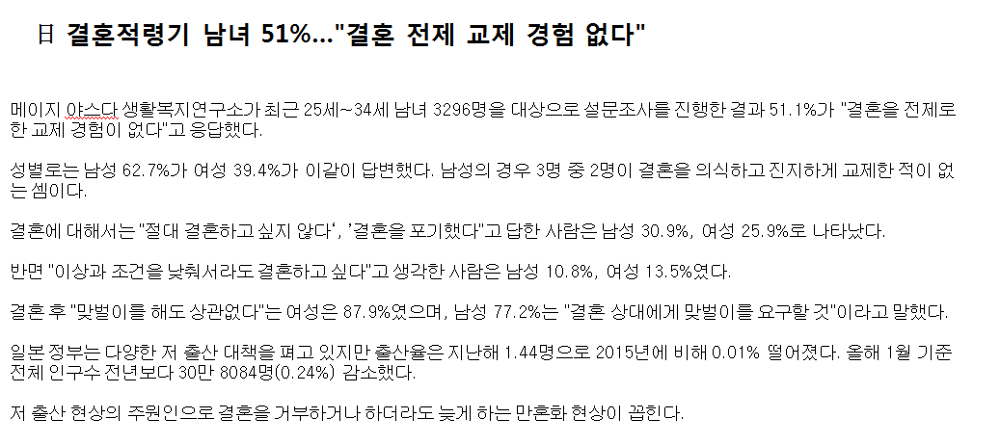 日 결혼적령기 남녀 51%..."결혼 전제 교제 경험 없다"
메이지 야스다 생활복지연구소가 최근 25세~34세 남녀 3296명을 대상으로 설문조사를 진행한 결과 51.1%가 "결혼을 전제로
한 교제 경험이 없다"고 응답했다.
성별로는 남성 62.7%가 여성 39.4%가 이같이 답변했다. 남성의 경우 3명 중 2명이 결혼을 의식하고 진지하게 교제한 적이 없
는 셈이다.
결혼에 대해서는 "절대 결혼하고 싶지 않다‘, ’결혼을 포기했다"고 답한 사람은 남성 30.9%, 여성 25.9%로 나타났다.
반면 "이상과 조건을 낮춰서라도 결혼하고 싶다"고 생각한 사람은 남성 10.8%, 여성 13.5%였다.
결혼 후 "맞벌이를 해도 상관없다"는 여성은 87.9%였으며, 남성 77.2%는 "결혼 상대에게 맞벌이를 요구할 것"이라고 말했다.
일본 정부는 다양한 저 출산 대책을 펴고 있지만 출산율은 지난해 1.44명으로 2015년에 비해 0.01% 떨어졌다. 올해 1월 기준
전체 인구수 전년보다 30만 8084명(0.24%) 감소했다.
저 출산 현상의 주원인으로 결혼을 거부하거나 하더라도 늦게 하는 만혼화 현상이 꼽힌다.